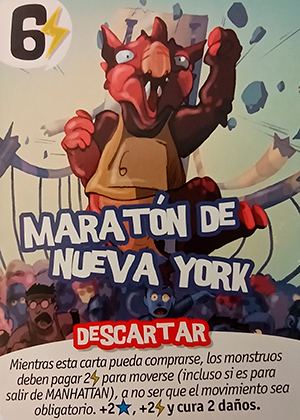 6
MARATÓN DE
NUEVA YORK
DESCARTAR
Mientras esta carta pueda comprarse, los monstruos
deben pagar 2⚡ para moverse (incluso si es para
salir de MANHATTAN), a no ser que el movimiento sea
obligatorio. +2★, +2⚡ y cura 2 daños.